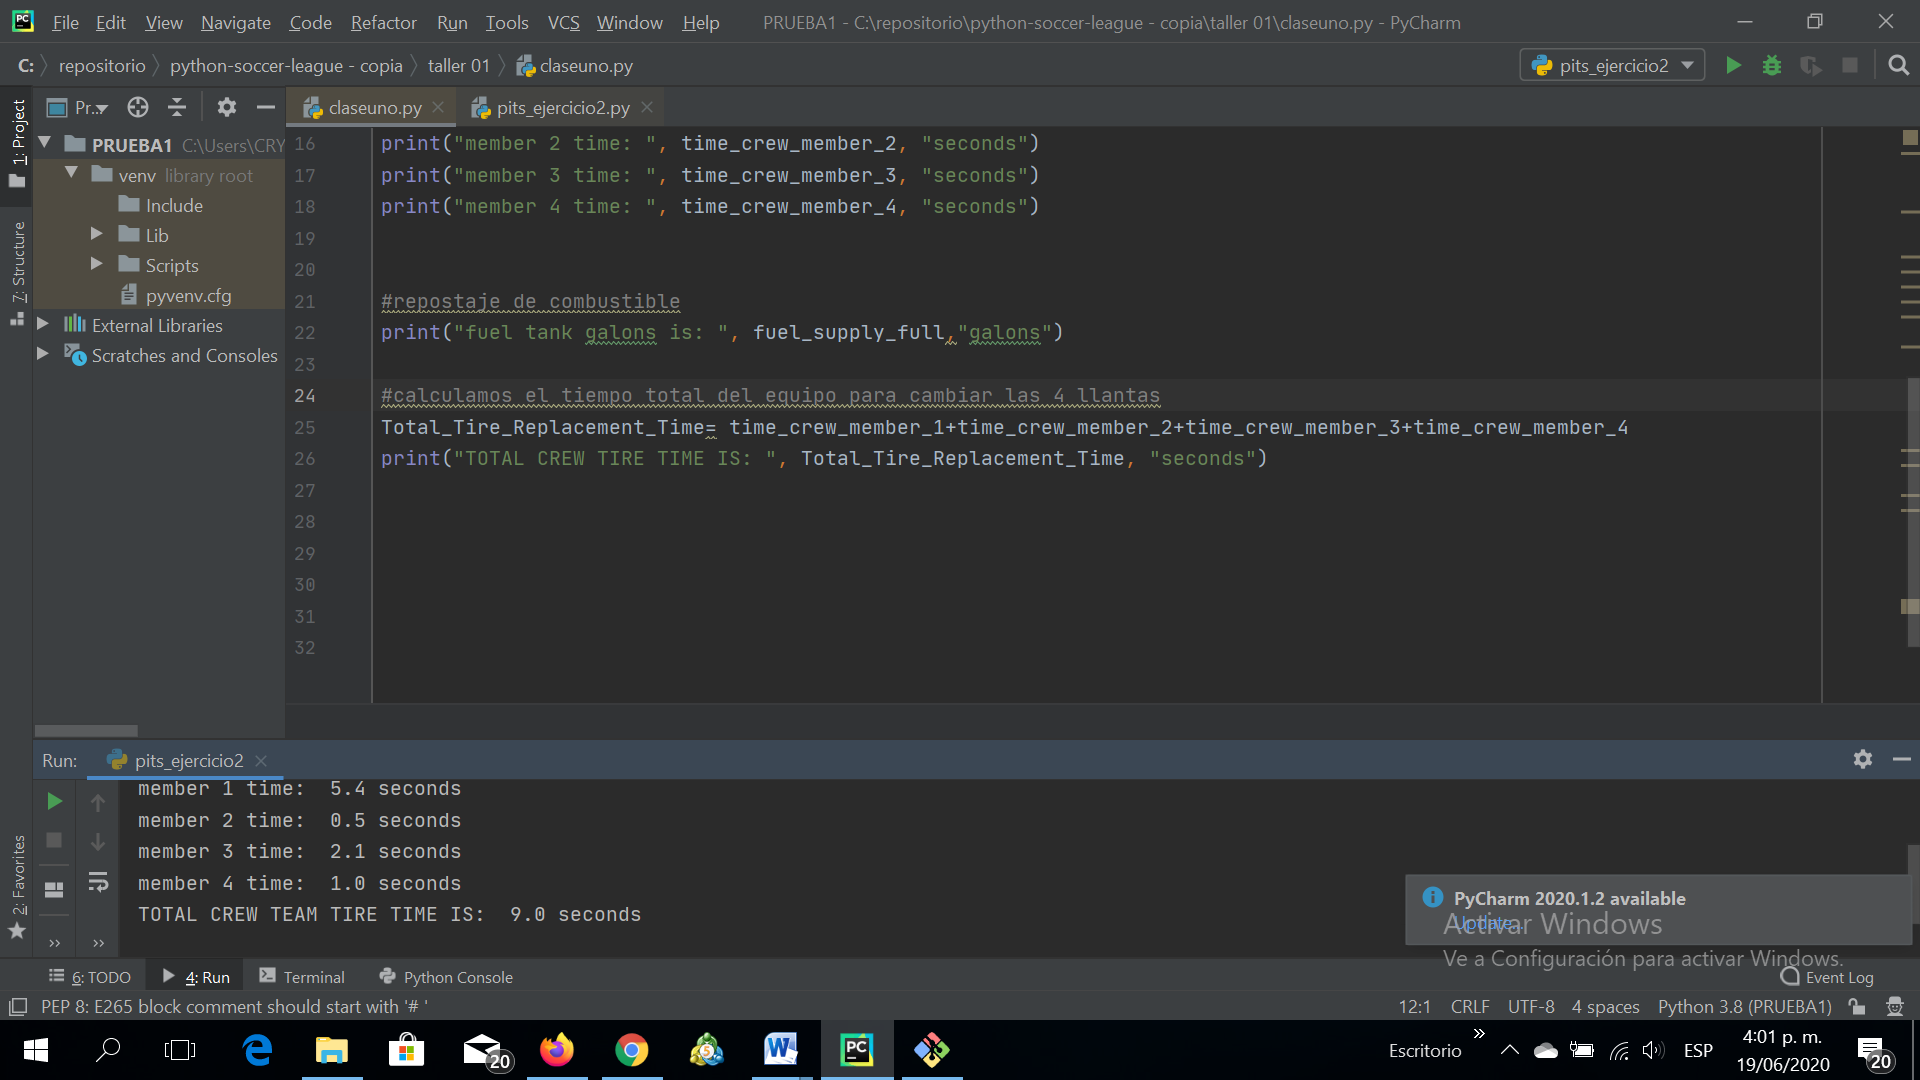 File Edit View Navigate Code Refactor Run Tools VCS Window Help PRUEBA1 - C:\repositorio\python-soccer-league - copia\taller 01\claseuno.py - PyCharm
C: repositorio python-soccer-league - copia taller 01 claseuno.py pits_ejercicio2
1: Project
Pr...
claseuno.py pits_ejercicio2.py
PRUEBA1 C:\Users\CRY
venv library root
Include
Lib
Scripts
pyvenv.cfg
External Libraries
Scratches and Consoles
7: Structure
2: Favorites
16 print("member 2 time: ", time_crew_member_2, "seconds")
17 print("member 3 time: ", time_crew_member_3, "seconds")
18 print("member 4 time: ", time_crew_member_4, "seconds")
19
20
21 #repostaje de combustible
22 print("fuel tank galons is: ", fuel_supply_full,"galons")
23
24 #calculamos el tiempo total del equipo para cambiar las 4 llantas
25 Total_Tire_Replacement_Time= time_crew_member_1+time_crew_member_2+time_crew_member_3+time_crew_member_4
26 print("TOTAL CREW TIRE TIME IS: ", Total_Tire_Replacement_Time, "seconds")
27
28
29
30
31
32
Run: pits_ejercicio2
member 1 time:  5.4 seconds
member 2 time:  0.5 seconds
member 3 time:  2.1 seconds
member 4 time:  1.0 seconds
TOTAL CREW TEAM TIRE TIME IS:  9.0 seconds
PyCharm 2020.1.2 available
Update...
Activar Windows
Ve a Configuración para activar Windows.
6: TODO 4: Run Terminal Python Console Event Log
PEP 8: E265 block comment should start with '# ' 12:1 CRLF UTF-8 4 spaces Python 3.8 (PRUEBA1)
20 Escritorio ESP 4:01 p. m.
19/06/2020 20